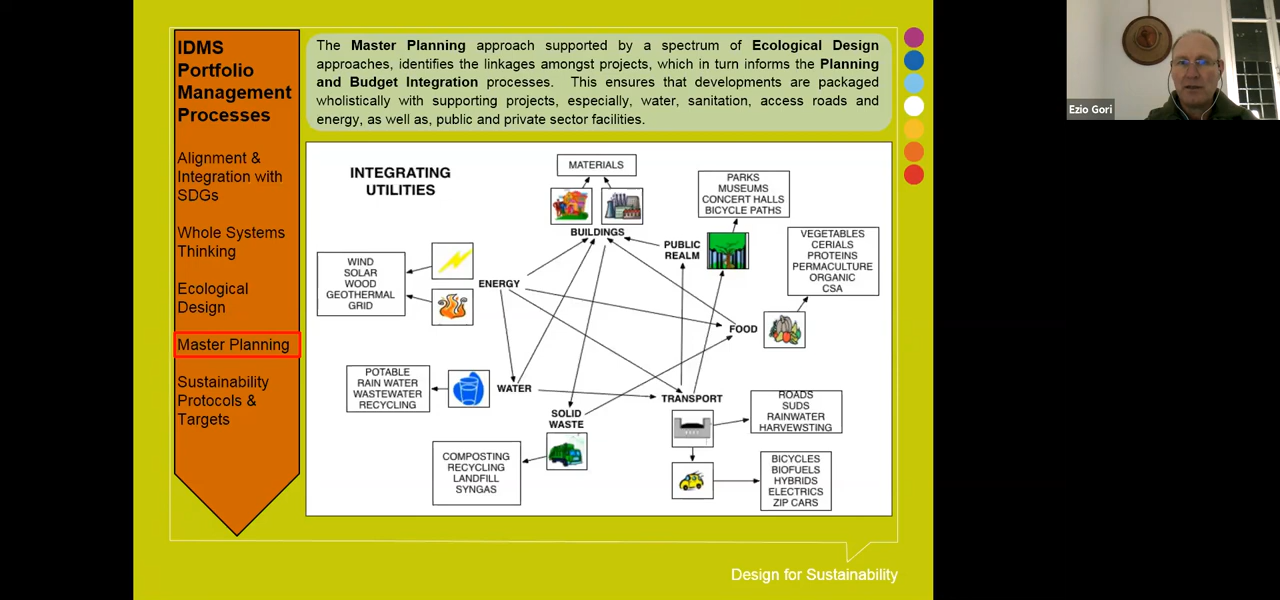 IDMS
Portfolio
Management
Processes
Alignment &
Integration with
SDGs
Whole Systems
Thinking
Ecological
Design
Master Planning
Sustainability
Protocols &
Targets
The Master Planning approach supported by a spectrum of Ecological Design
approaches, identifies the linkages amongst projects, which in turn informs the Planning
and Budget Integration processes. This ensures that developments are packaged
wholistically with supporting projects, especially, water, sanitation, access roads and
energy, as well as, public and private sector facilities.
INTEGRATING
UTILITIES
MATERIALS
BUILDINGS
PARKS
MUSEUMS
CONCERT HALLS
BICYCLE PATHS
PUBLIC
REALM
VEGETABLES
CERIALS
PROTEINS
PERMACULTURE
ORGANIC
CSA
WIND
SOLAR
WOOD
GEOTHERMAL
GRID
ENERGY
FOOD
POTABLE
RAIN WATER
WASTEWATER
RECYCLING
WATER
SOLID
WASTE
TRANSPORT
ROADS
SUDS
RAINWATER
HARVEWSTING
COMPOSTING
RECYCLING
LANDFILL
SYNGAS
BICYCLES
BIOFUELS
HYBRIDS
ELECTRICS
ZIP CARS
Design for Sustainability
Ezio Gori